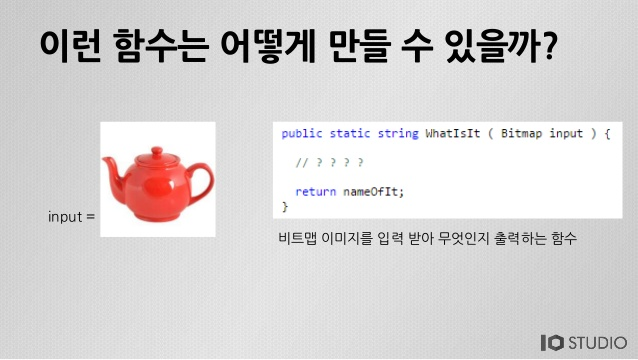 이런 함수는 어떻게 만들 수 있을까?
input =
public static string WhatIsIt ( Bitmap input ) {
// ? ? ? ?
return nameOfIt;
}
비트맵 이미지를 입력 받아 무엇인지 출력하는 함수
IO STUDIO